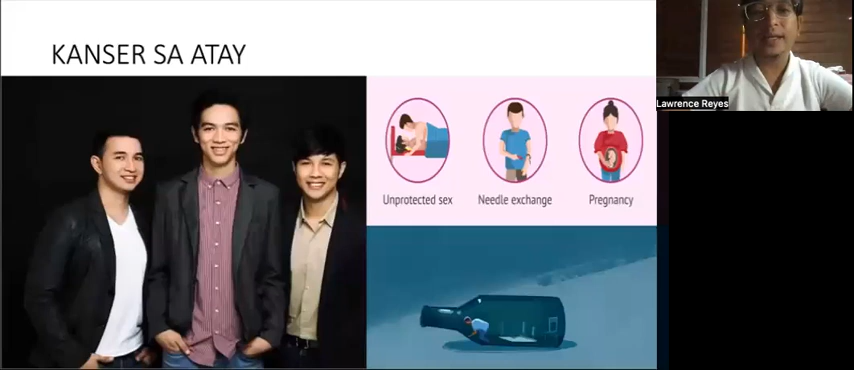 KANSER SA ATAY
Lawrence Reyes
Unprotected sex
Needle exchange
Pregnancy